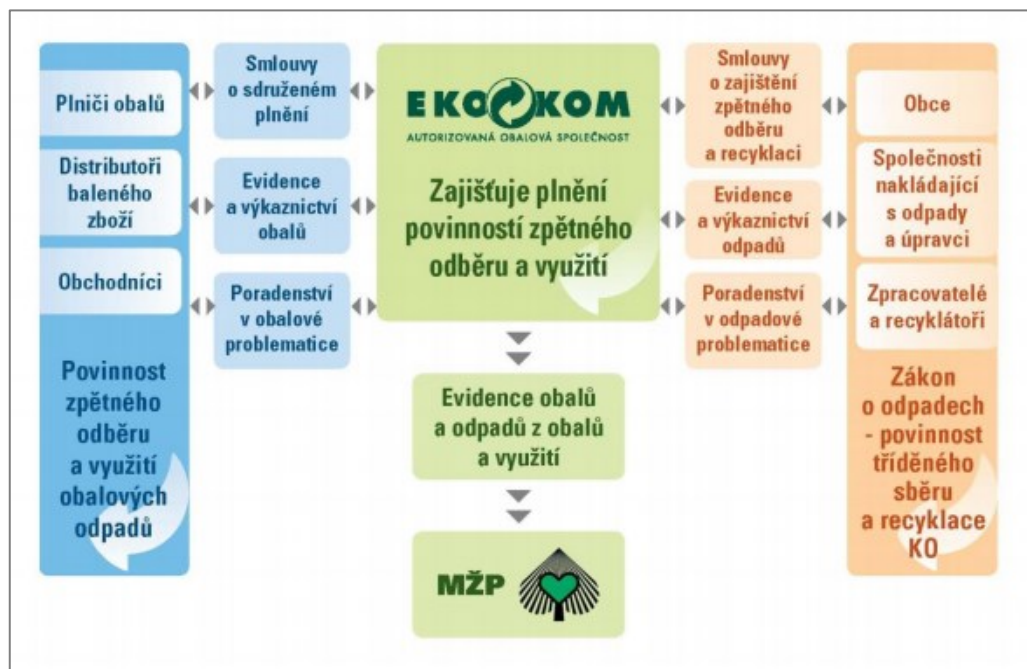 Plniči obalů
Distributoři
baleného
zboží
Obchodníci
Povinnost
zpětného
odběru
a využití
obalových
odpadů
Smlouvy
o sdruženém
plnění
Evidence
a výkaznictví
obalů
Poradenství
v obalové
problematice
EKO KOM
AUTORIZOVANÁ OBALOVÁ SPOLEČNOST
Zajišťuje plnění
povinností zpětného
odběru a využití
Evidence obalů
a odpadů z obalů
a využití
MŽP
Smlouvy
o zajištění
zpětného
odběru
a recyklaci
Evidence
a výkaznictví
odpadů
Poradenství
v odpadové
problematice
Obce
Společnosti
nakládající
s odpady
a úpravci
Zpracovatelé
a recyklátoři
Zákon
o odpadech
- povinnost
tříděného
sběru
a recyklace
KO